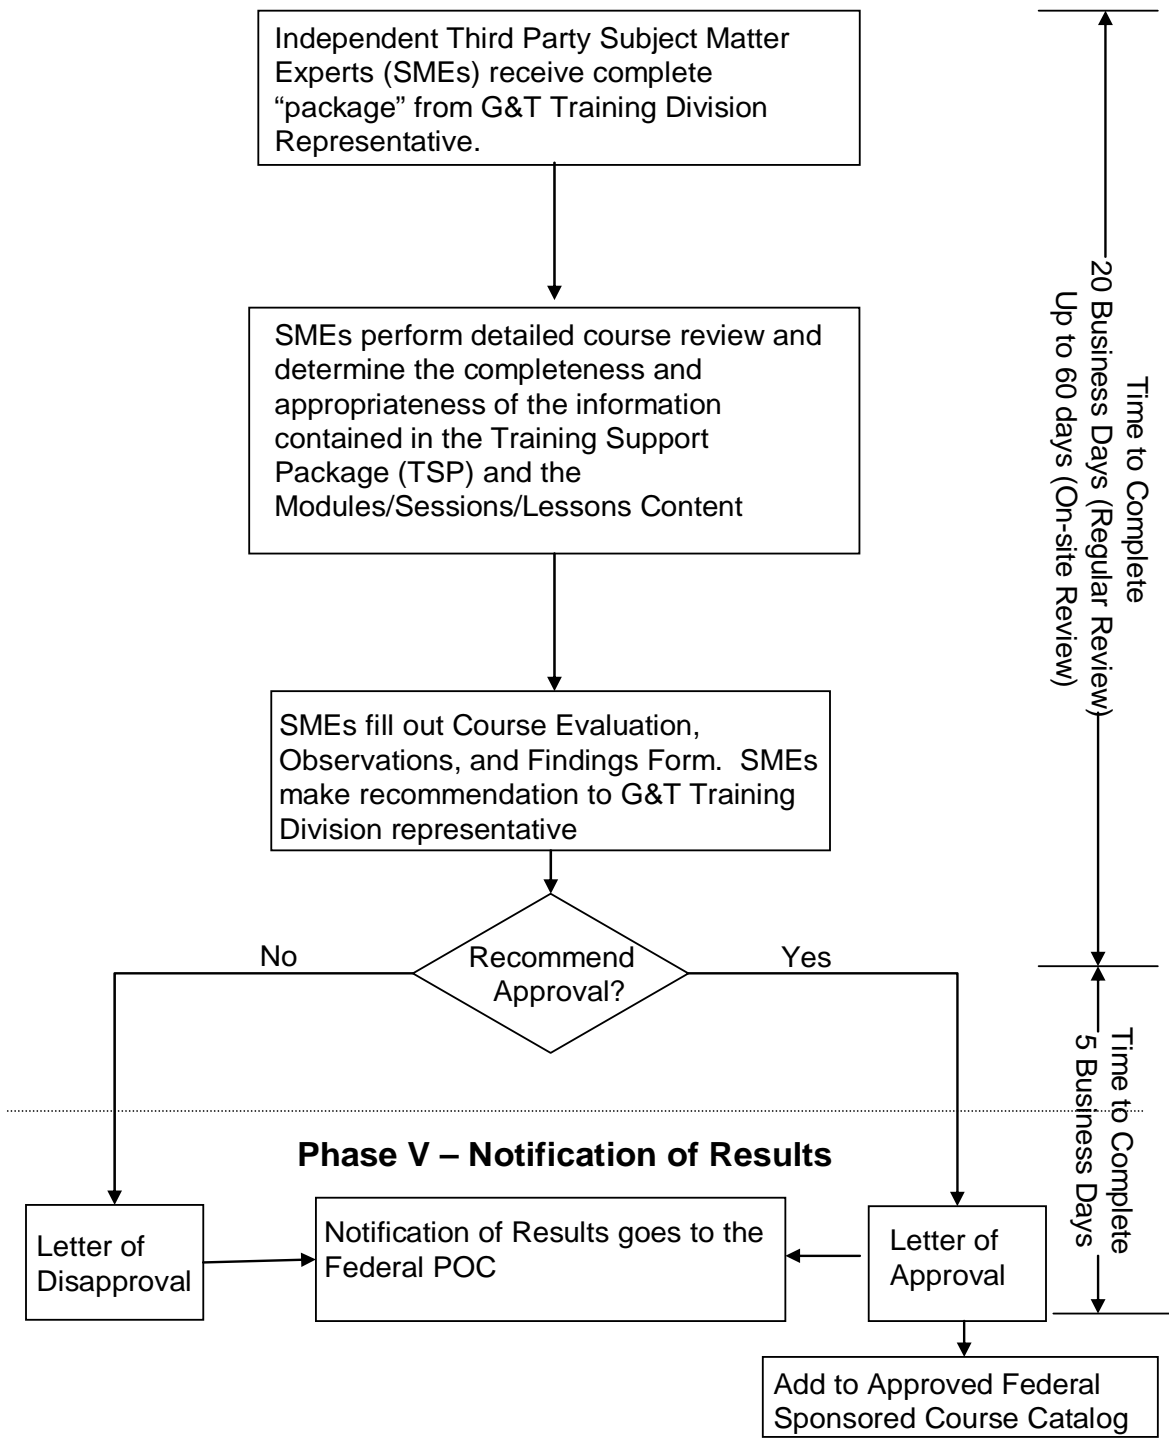 Independent Third Party Subject Matter
Experts (SMEs) receive complete
“package” from G&T Training Division
Representative.
SMEs perform detailed course review and
determine the completeness and
appropriateness of the information
contained in the Training Support
Package (TSP) and the
Modules/Sessions/Lessons Content
SMEs fill out Course Evaluation,
Observations, and Findings Form.  SMEs
make recommendation to G&T Training
Division representative
Time to Complete
20 Business Days (Regular Review)
Up to 60 days (On-site Review)
No
Recommend
Approval?
Yes
Time to Complete
5 Business Days
Phase V – Notification of Results
Letter of
Disapproval
Notification of Results goes to the
Federal POC
Letter of
Approval
Add to Approved Federal
Sponsored Course Catalog